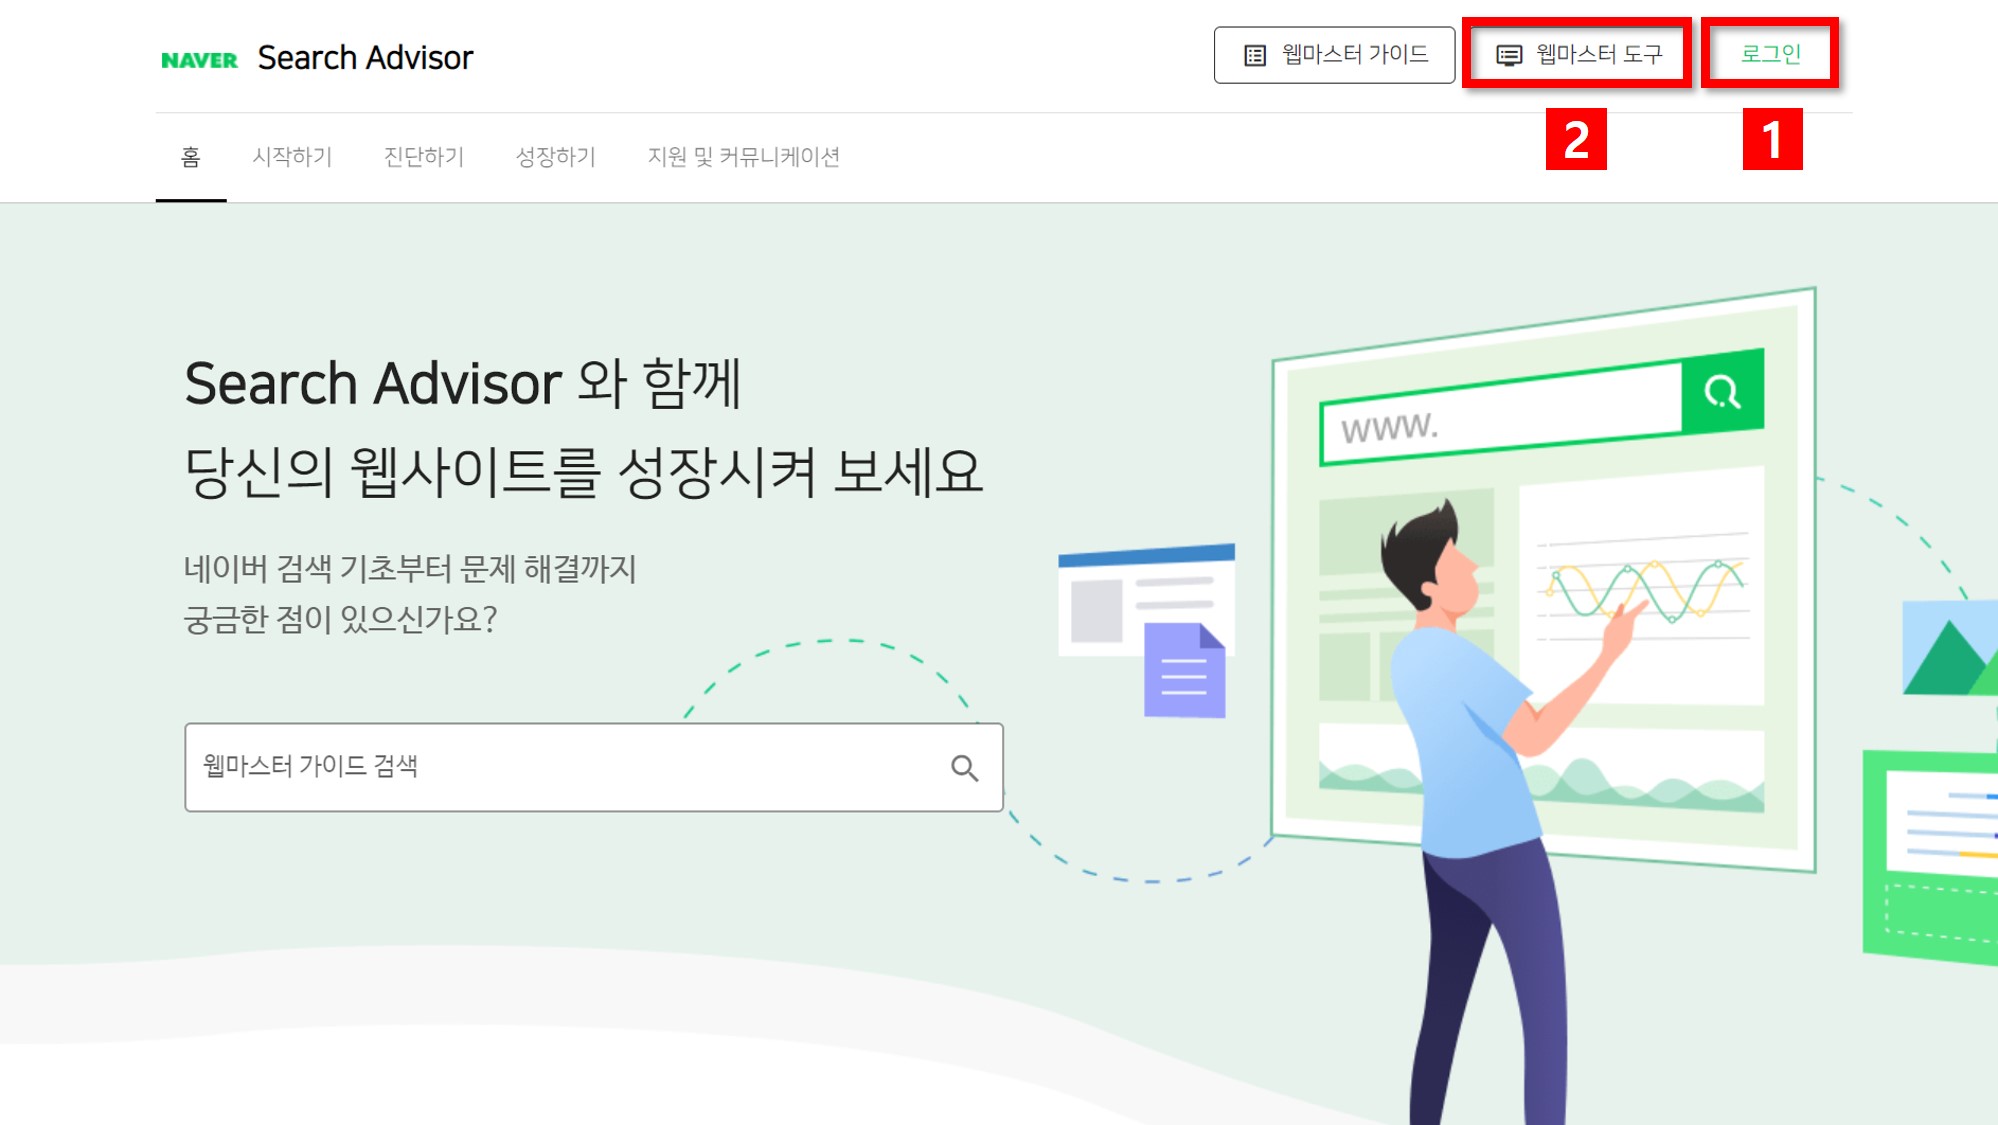 NAVER Search Advisor
웹마스터 가이드
웹마스터 도구
로그인
2
1
홈
시작하기
진단하기
성장하기
지원 및 커뮤니케이션
Search Advisor 와 함께
당신의 웹사이트를 성장시켜 보세요
네이버 검색 기초부터 문제 해결까지
궁금한 점이 있으신가요?
웹마스터 가이드 검색
www.